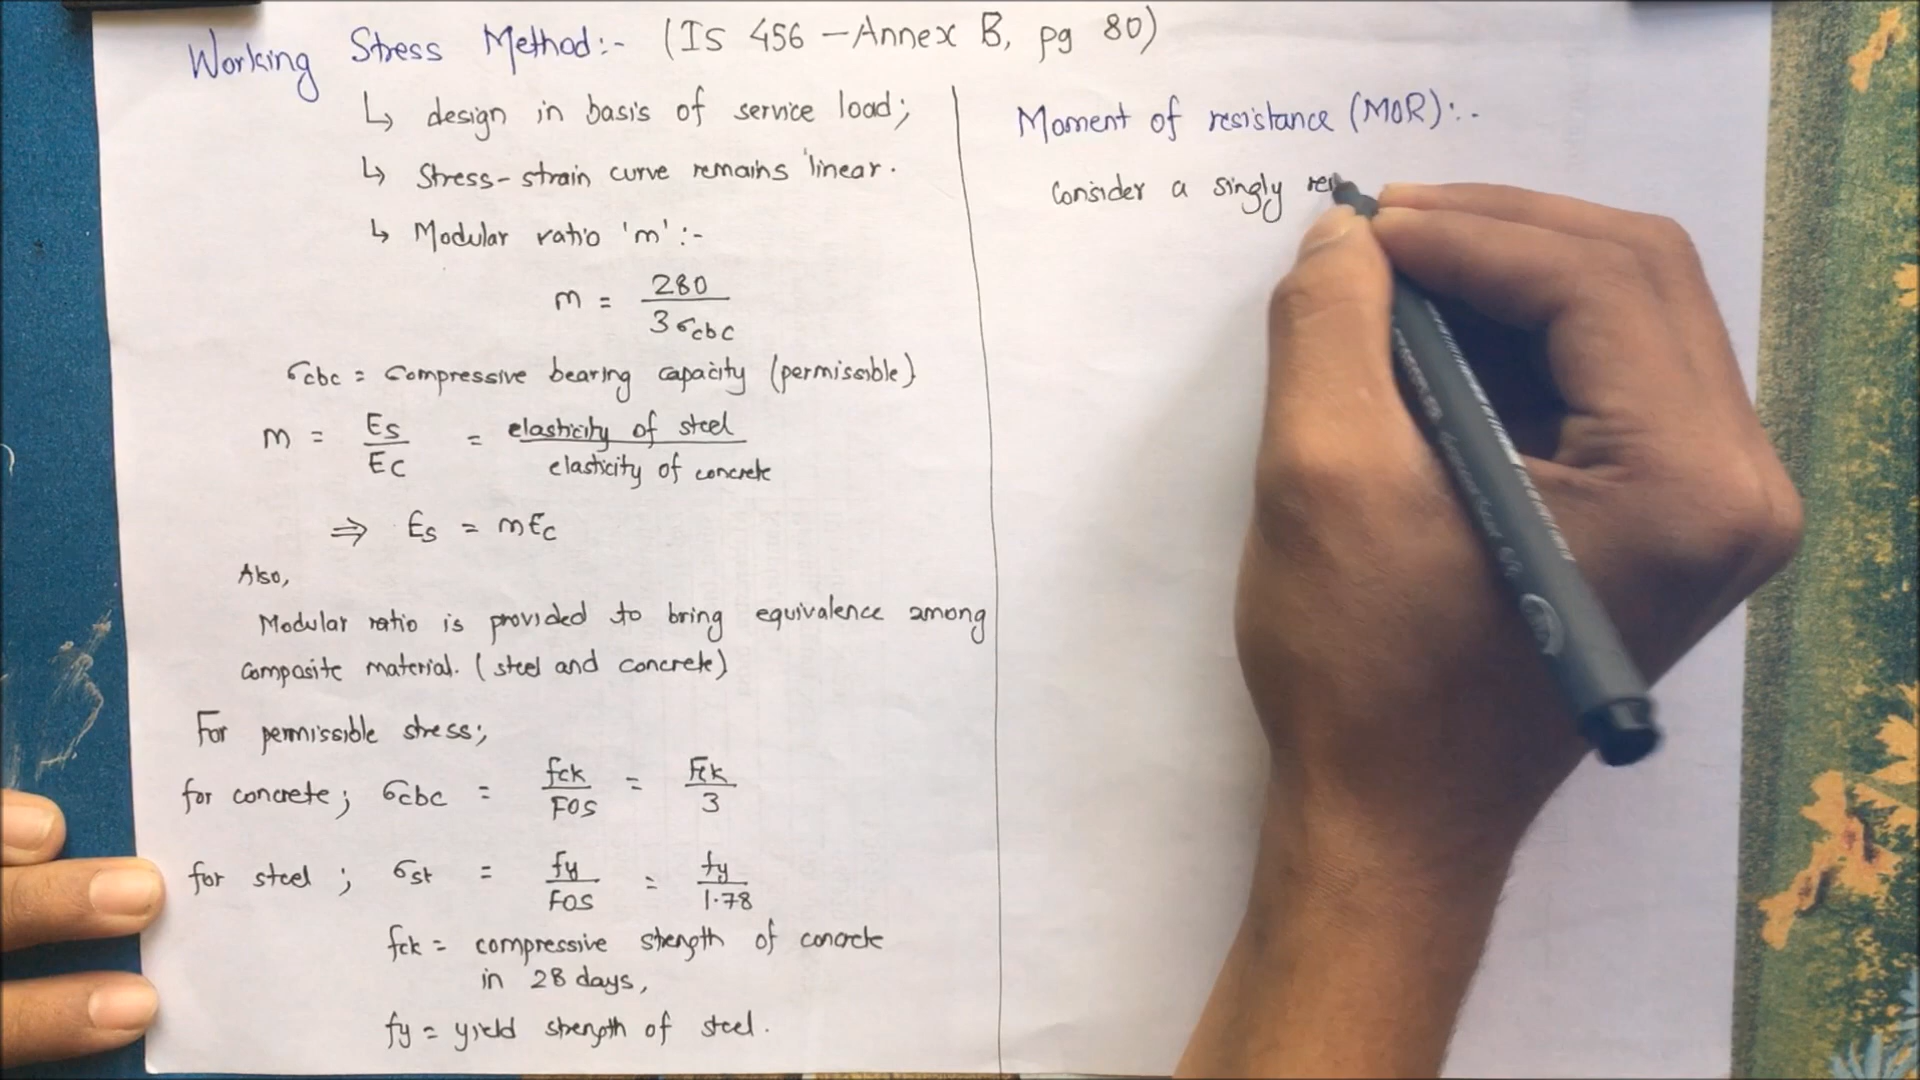 Working Stress Method:- (IS 456 - Annex B, pg 80)
↳ design in basis of service load;
↳ Stress-strain curve remains linear.
↳ Modular ratio 'm':-
m = 280 / 3σcbc
σcbc = compressive bearing capacity (permissible)
m = Es / Ec = elasticity of steel / elasticity of concrete
⇒ Es = mEc
Also,
Modular ratio is provided to bring equivalence among
composite material. (steel and concrete)
For permissible stress;
for concrete; σcbc = fck / FOS = Fck / 3
for steel; σst = fy / FOS = fy / 1.78
fck = compressive strength of concrete
in 28 days,
fy = yield strength of steel.
Moment of resistance (MOR):-
Consider a singly rei